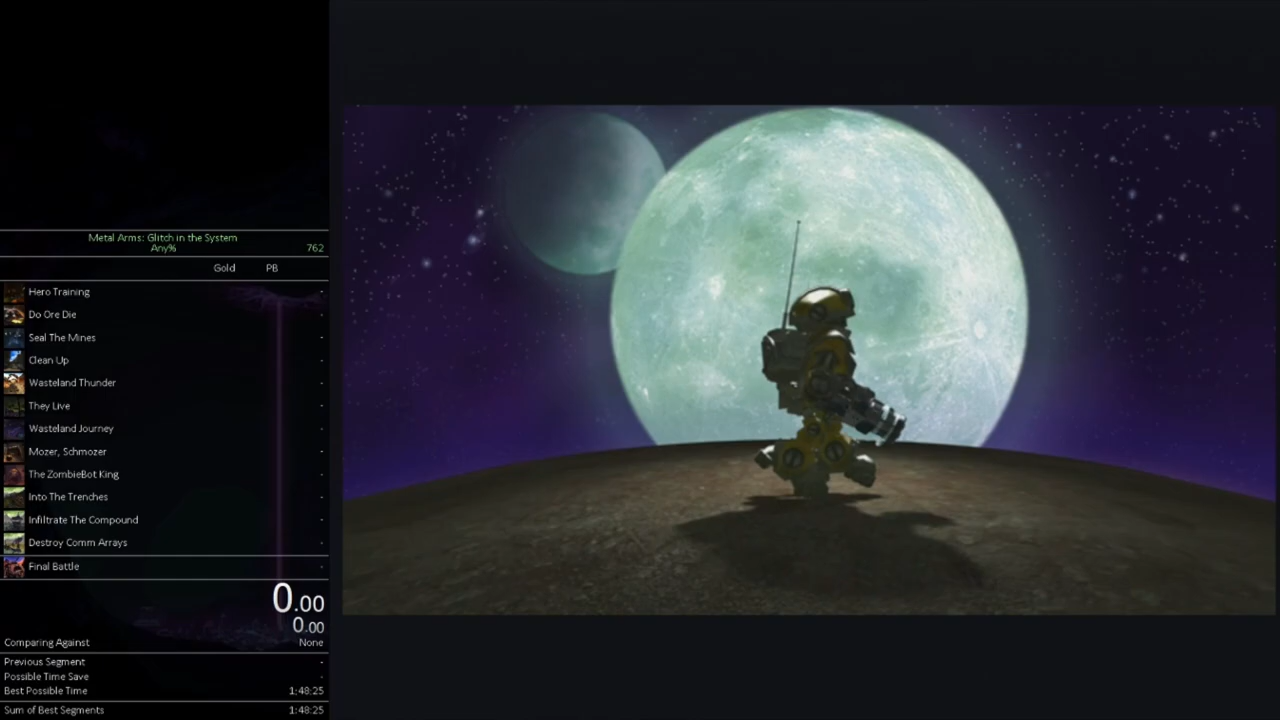 Metal Arms: Glitch in the System
Any% 762
Gold PB
Hero Training -
Do Ore Die -
Seal The Mines -
Clean Up -
Wasteland Thunder -
They Live -
Wasteland Journey -
Mozer, Schmozer -
The ZombieBot King -
Into The Trenches -
Infiltrate The Compound -
Destroy Comm Arrays -
Final Battle -
0.00
0.00
Comparing Against None
Previous Segment -
Possible Time Save -
Best Possible Time 1:48:25
Sum of Best Segments 1:48:25